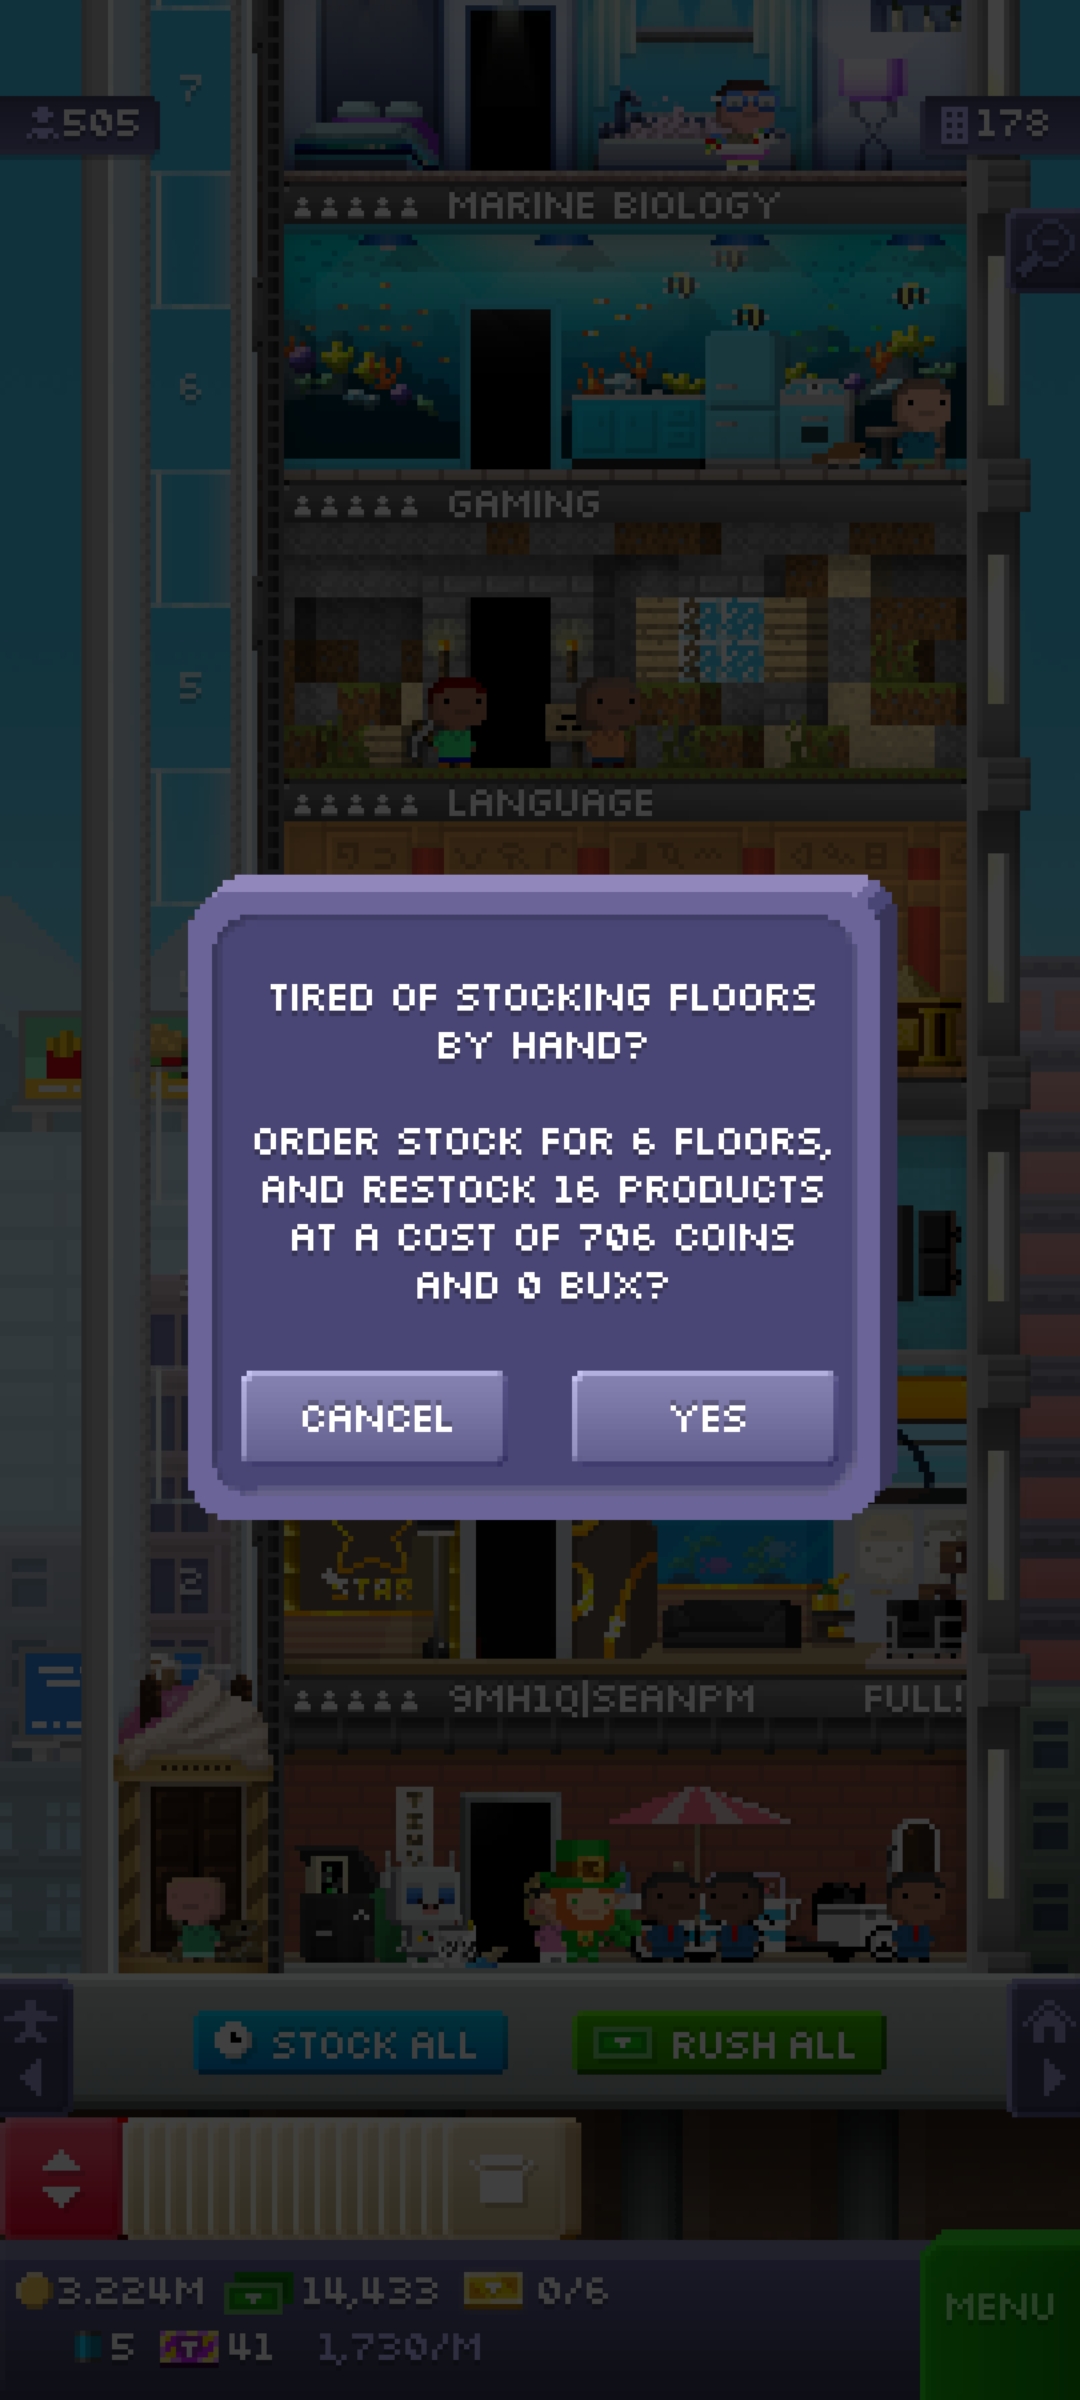 7
505
178
MARINE BIOLOGY
6
GAMING
5
LANGUAGE
TIRED OF STOCKING FLOORS
BY HAND?
ORDER STOCK FOR 6 FLOORS,
AND RESTOCK 16 PRODUCTS
AT A COST OF 706 COINS
AND 0 BUX?
CANCEL
YES
2
STAR
9MH1Q|SEANPM
FULL!
STOCK ALL
RUSH ALL
3.224M
14,433
0/6
5
T
41
1,730/M
MENU